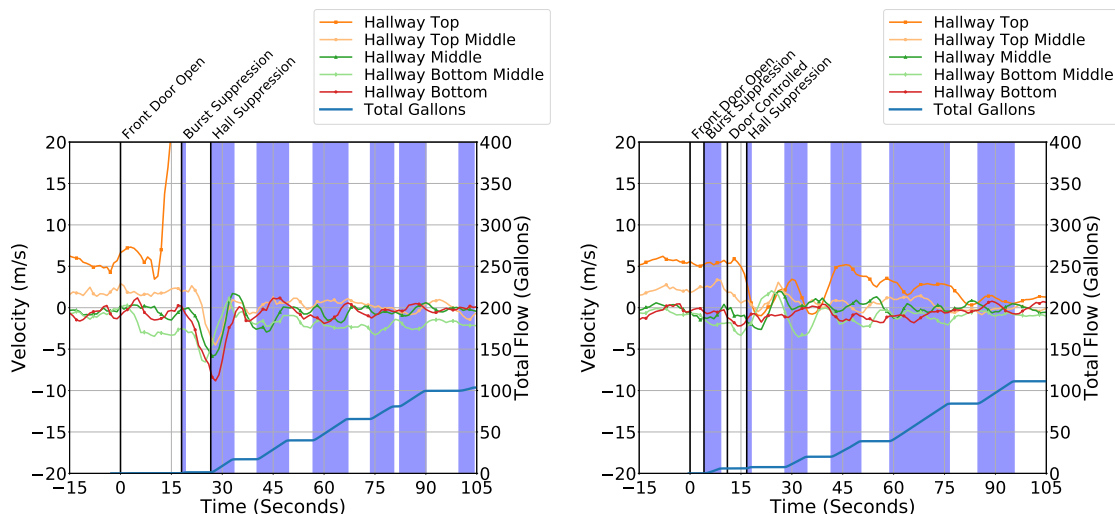 Hallway Top
Hallway Top Middle
Hallway Middle
Hallway Bottom Middle
Hallway Bottom
Total Gallons
Front Door Open
Burst Suppression
Hall Suppression
20
15
10
5
0
−5
−10
−15
−20
Velocity (m/s)
400
350
300
250
200
150
100
50
0
Total Flow (Gallons)
−15 0 15 30 45 60 75 90 105
Time (Seconds)
Hallway Top
Hallway Top Middle
Hallway Middle
Hallway Bottom Middle
Hallway Bottom
Total Gallons
Front Door Open
Burst Suppression
Door Controlled
Hall Suppression
20
15
10
5
0
−5
−10
−15
−20
Velocity (m/s)
400
350
300
250
200
150
100
50
0
Total Flow (Gallons)
−15 0 15 30 45 60 75 90 105
Time (Seconds)